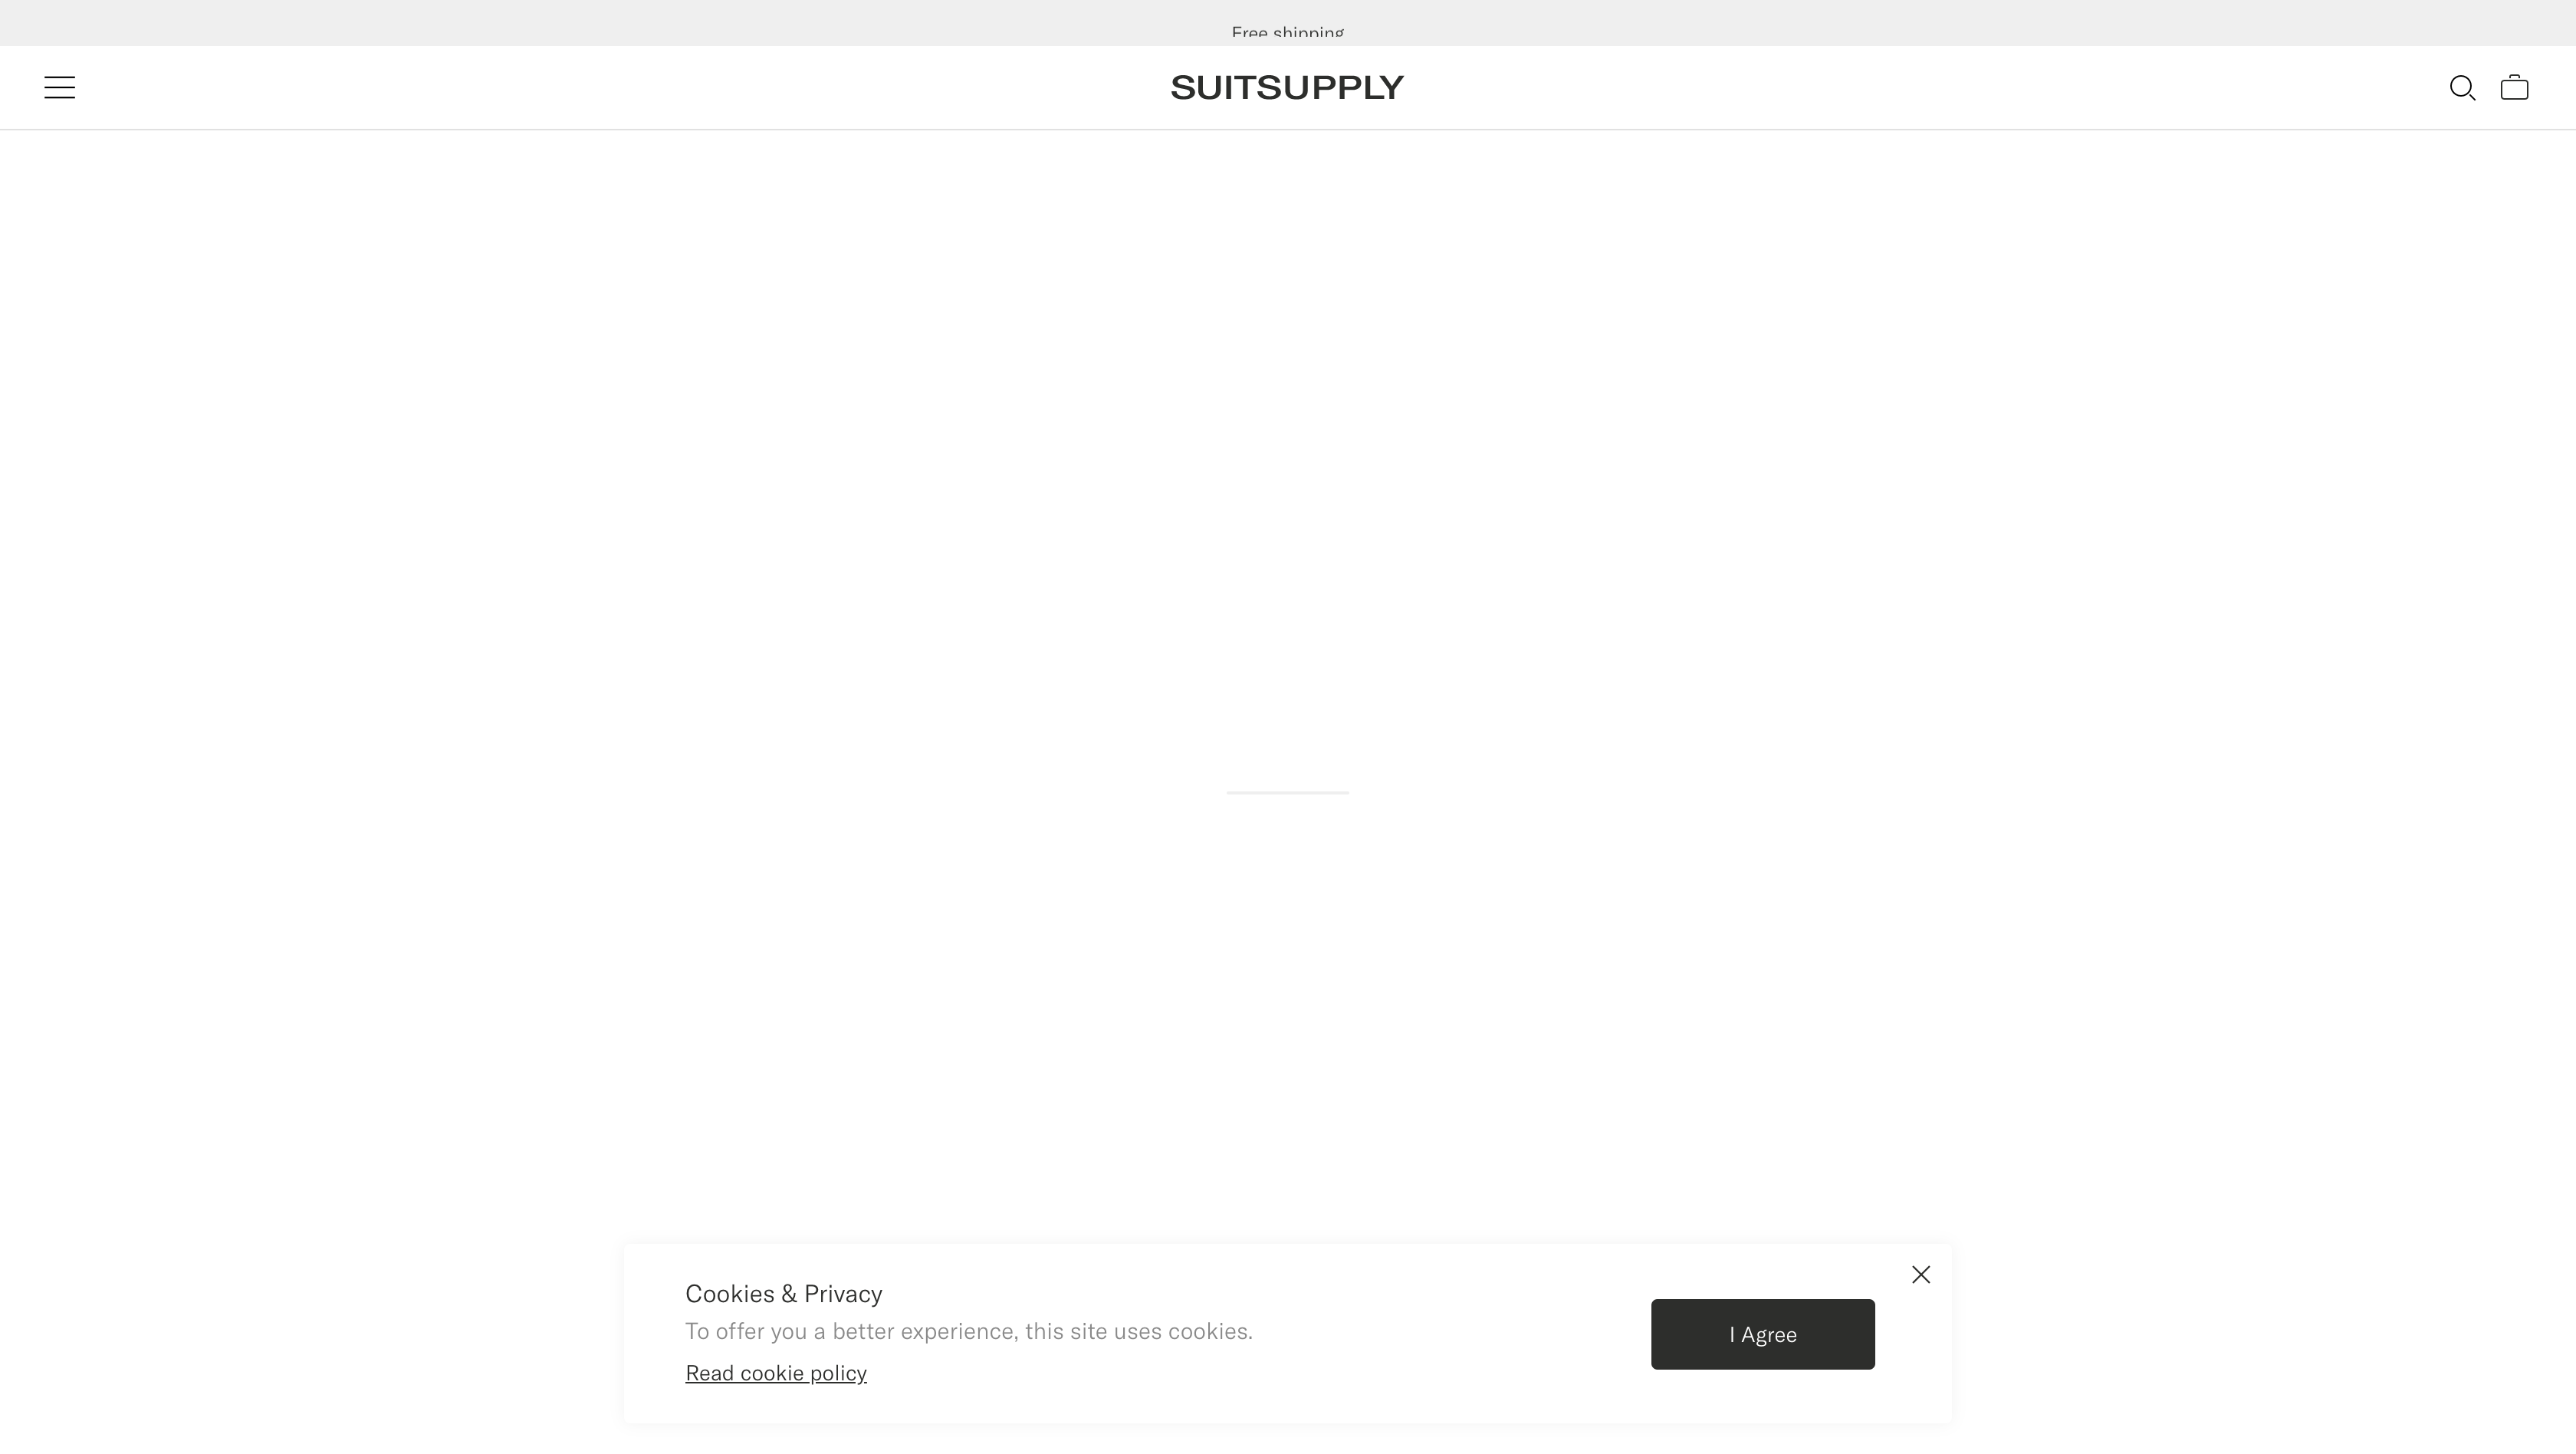 Free shipping
SUITSUPPLY
Cookies & Privacy
To offer you a better experience, this site uses cookies.
Read cookie policy
I Agree